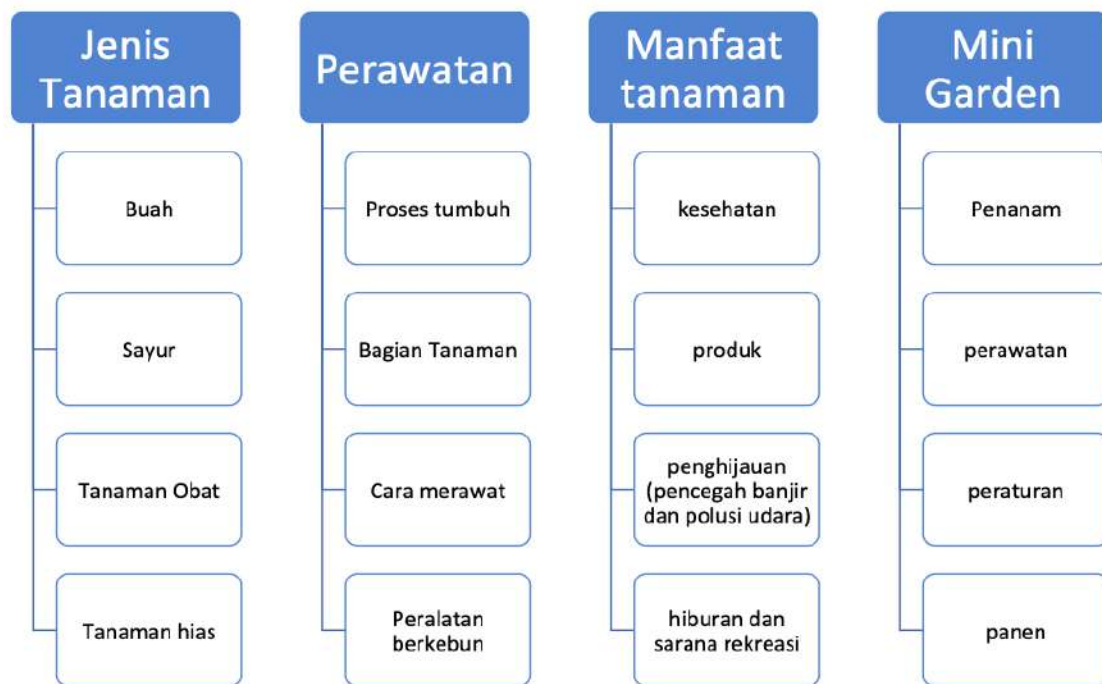 Jenis
Tanaman
Buah
Sayur
Tanaman Obat
Tanaman hias
Perawatan
Proses tumbuh
Bagian Tanaman
Cara merawat
Peralatan
berkebun
Manfaat
tanaman
kesehatan
produk
penghijauan
(pencegah banjir
dan polusi udara)
hiburan dan
sarana rekreasi
Mini
Garden
Penanam
perawatan
peraturan
panen